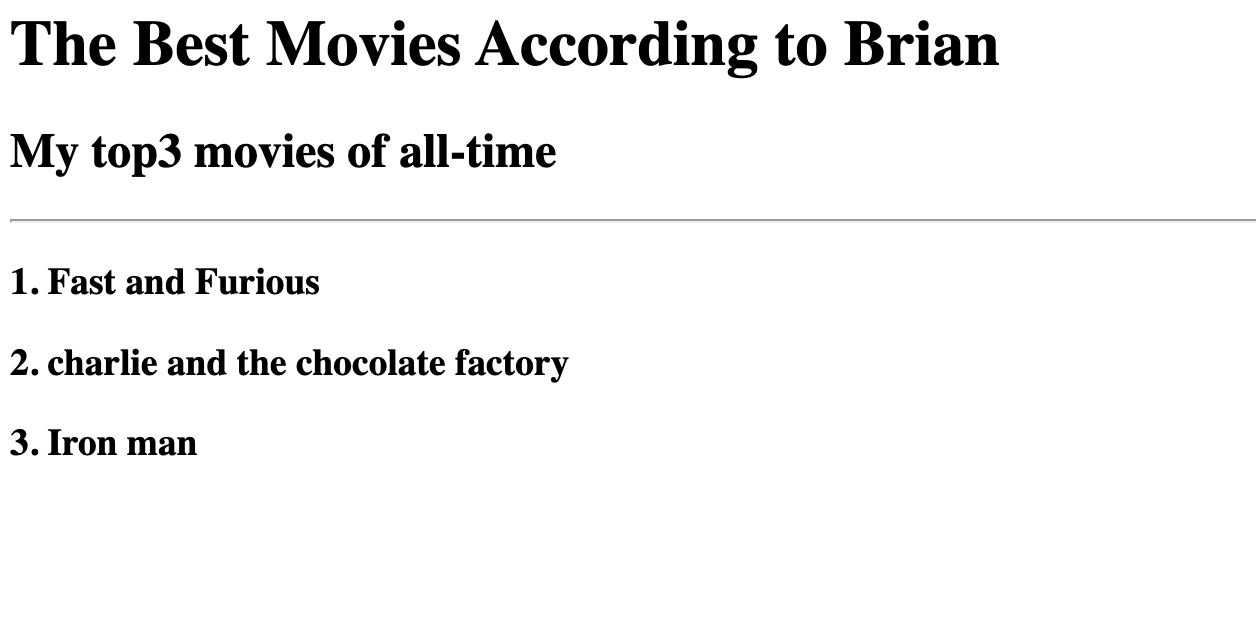 The Best Movies According to Brian
My top3 movies of all-time
1. Fast and Furious
2. charlie and the chocolate factory
3. Iron man